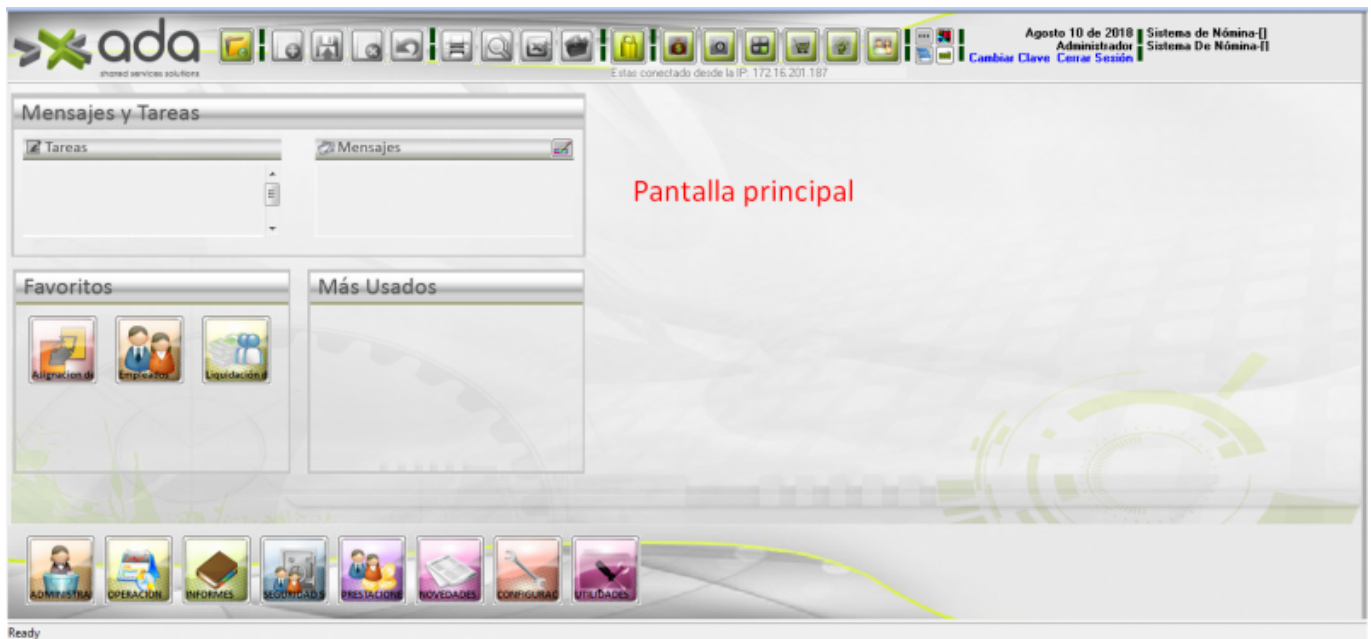 ada
shared services solutions
Estas conectado desde la IP: 172.16.201.187
Agosto 10 de 2018
Administrador
Cambiar Clave Cerrar Sesión
Sistema de Nómina-[]
Sistema De Nómina-[]
Mensajes y Tareas
Tareas
Mensajes
Pantalla principal
Favoritos
Más Usados
Asignacion de
Empleados
Liquidación d
ADMINISTRA
OPERACION
INFORMES
SEGURIDAD S
PRESTACIONE
NOVEDADES
CONFIGURAC
UTILIDADES
Ready